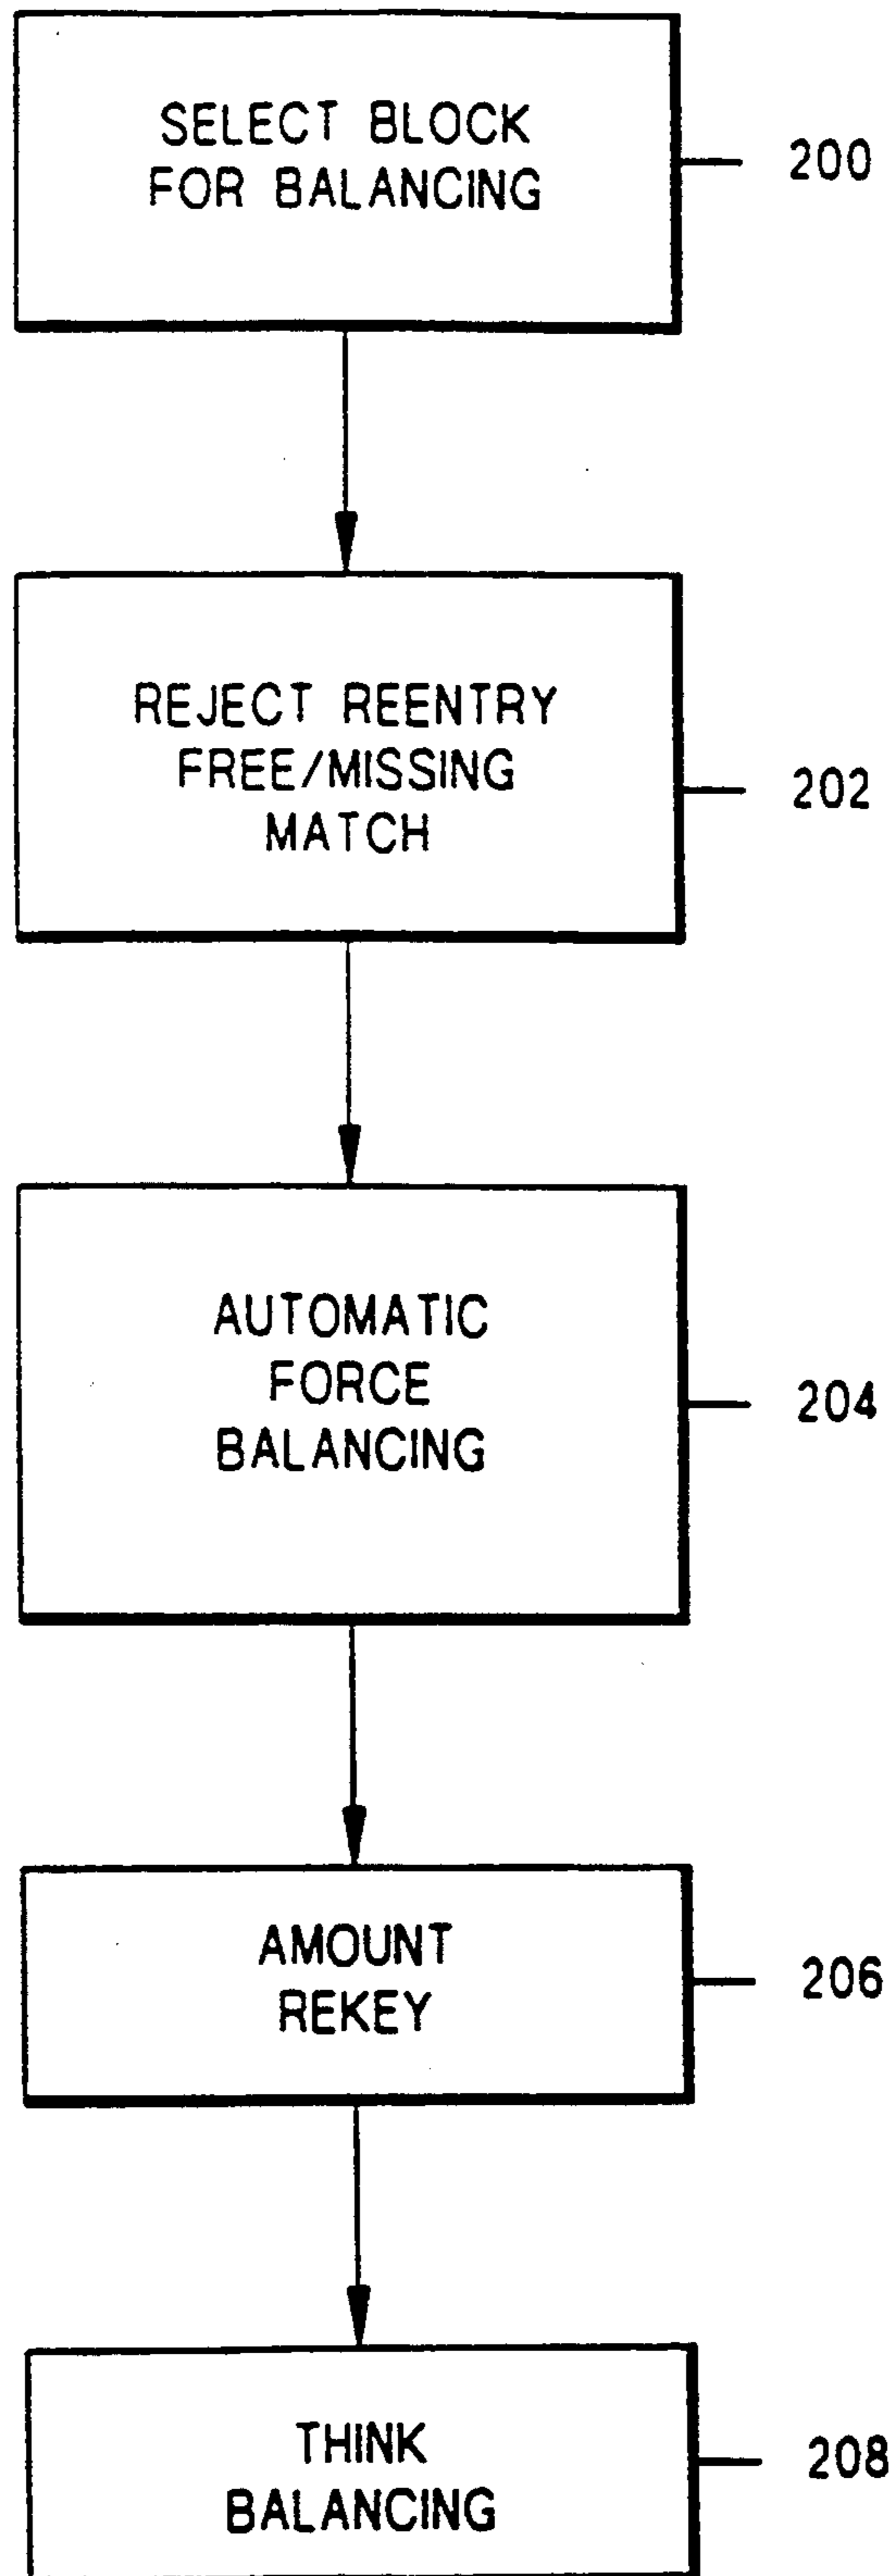 SELECT BLOCK
FOR BALANCING
200
REJECT REENTRY
FREE/MISSING
MATCH
202
AUTOMATIC
FORCE
BALANCING
204
AMOUNT
REKEY
206
THINK
BALANCING
208